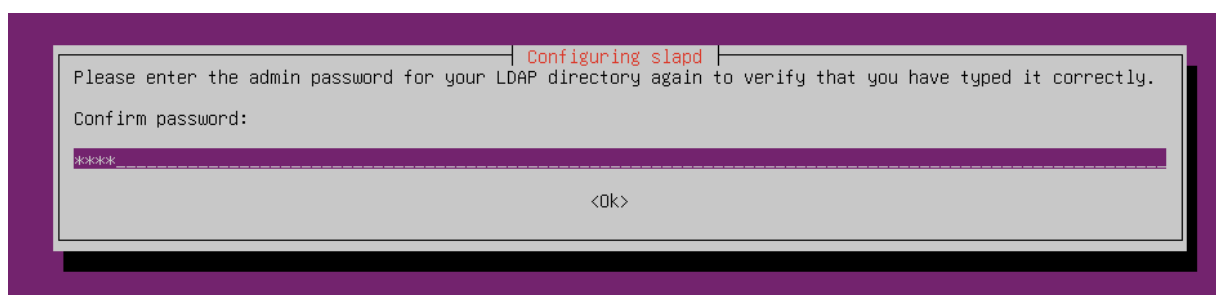 Configuring slapd
Please enter the admin password for your LDAP directory again to verify that you have typed it correctly.
Confirm password:
****
<Ok>